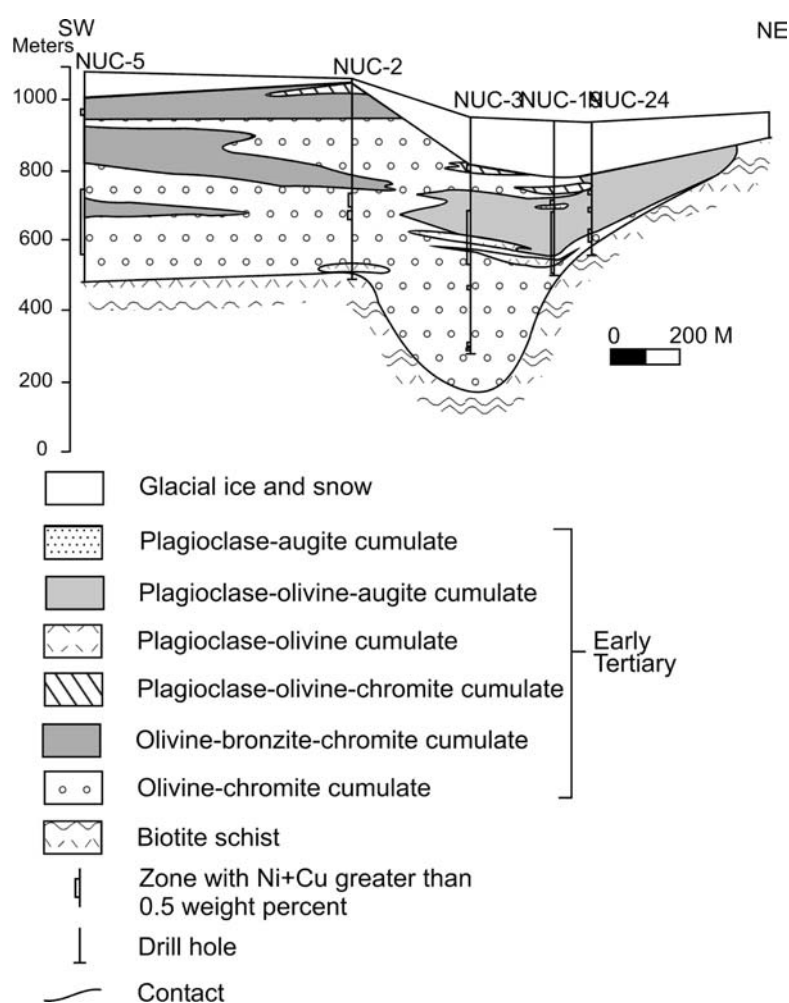 SW
NE
Meters
NUC-5
NUC-2
NUC-3
NUC-19
NUC-24
1000
800
600
400
200
0
0 200 M
Glacial ice and snow
Plagioclase-augite cumulate
Plagioclase-olivine-augite cumulate
Plagioclase-olivine cumulate
Plagioclase-olivine-chromite cumulate
Olivine-bronzite-chromite cumulate
Olivine-chromite cumulate
Early
Tertiary
Biotite schist
Zone with Ni+Cu greater than
0.5 weight percent
Drill hole
Contact